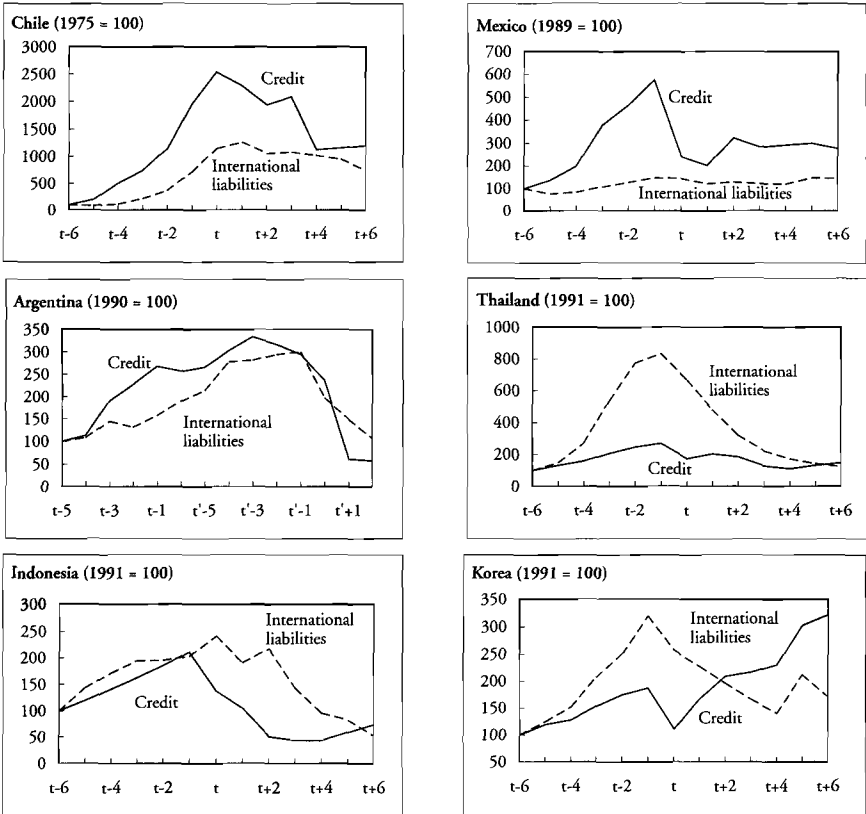 Chile (1975 = 100)
3000
2500
2000
1500
1000
500
0
Credit
International
liabilities
t-6 t-4 t-2 t t+2 t+4 t+6
Mexico (1989 = 100)
700
600
500
400
300
200
100
0
Credit
International liabilities
t-6 t-4 t-2 t t+2 t+4 t+6
Argentina (1990 = 100)
350
300
250
200
150
100
50
0
Credit
International
liabilities
t-5 t-3 t-1 t'-5 t'-3 t'-1 t'+1
Thailand (1991 = 100)
1000
800
600
400
200
0
International
liabilities
Credit
t-6 t-4 t-2 t t+2 t+4 t+6
Indonesia (1991 = 100)
300
250
200
150
100
50
0
International
liabilities
Credit
t-6 t-4 t-2 t t+2 t+4 t+6
Korea (1991 = 100)
350
300
250
200
150
100
50
International
liabilities
Credit
t-6 t-4 t-2 t t+2 t+4 t+6